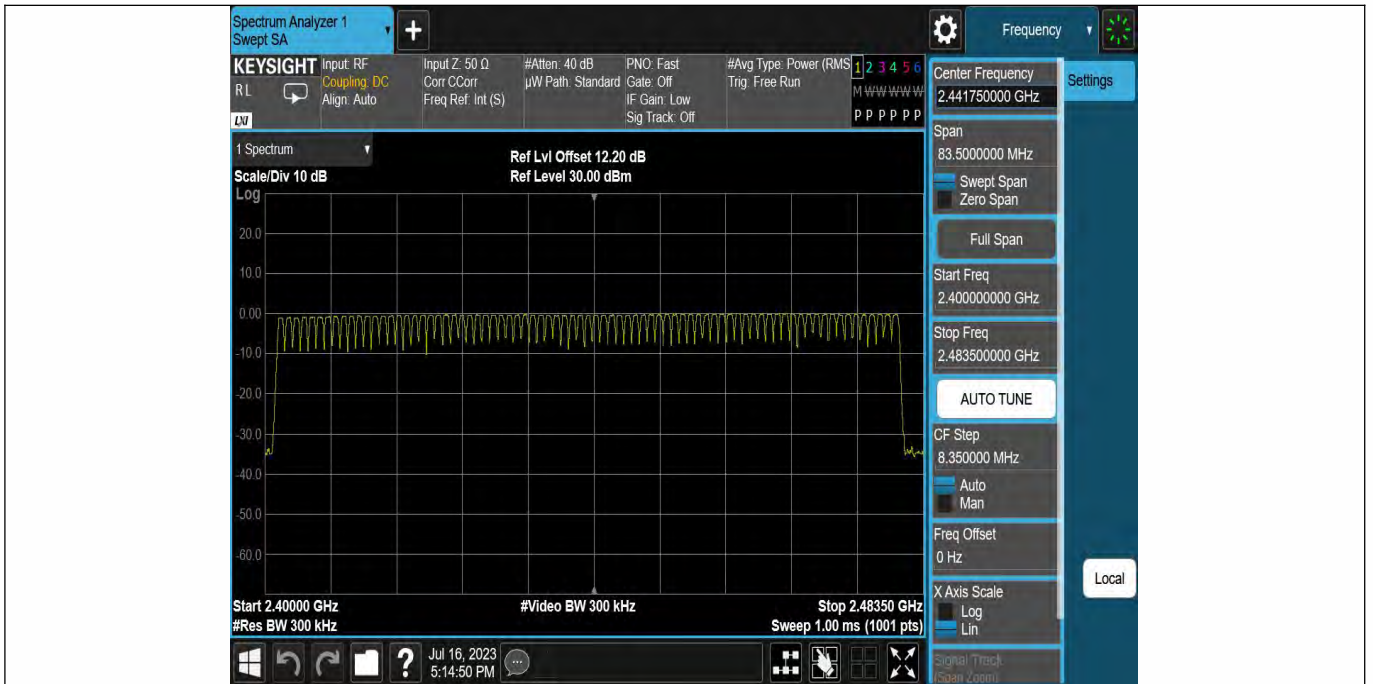 Spectrum Analyzer 1
Swept SA
+
Frequency
KEYSIGHT
RL
LXI
Input: RF
Coupling: DC
Align: Auto
Input Z: 50 Ω
Corr CCorr
Freq Ref: Int (S)
#Atten: 40 dB
µW Path: Standard
PNO: Fast
Gate: Off
IF Gain: Low
Sig Track: Off
#Avg Type: Power (RMS
Trig: Free Run
1 2 3 4 5 6
M W W W W W
P P P P P P
1 Spectrum
Scale/Div 10 dB
Ref Lvl Offset 12.20 dB
Ref Level 30.00 dBm
Log
20.0
10.0
0.00
-10.0
-20.0
-30.0
-40.0
-50.0
-60.0
Start 2.40000 GHz
#Res BW 300 kHz
#Video BW 300 kHz
Stop 2.48350 GHz
Sweep 1.00 ms (1001 pts)
Center Frequency
2.441750000 GHz
Settings
Span
83.5000000 MHz
Swept Span
Zero Span
Full Span
Start Freq
2.400000000 GHz
Stop Freq
2.483500000 GHz
AUTO TUNE
CF Step
8.350000 MHz
Auto
Man
Freq Offset
0 Hz
X Axis Scale
Log
Lin
Signal Track
(Span Zoom)
Local
?
Jul 16, 2023
5:14:50 PM